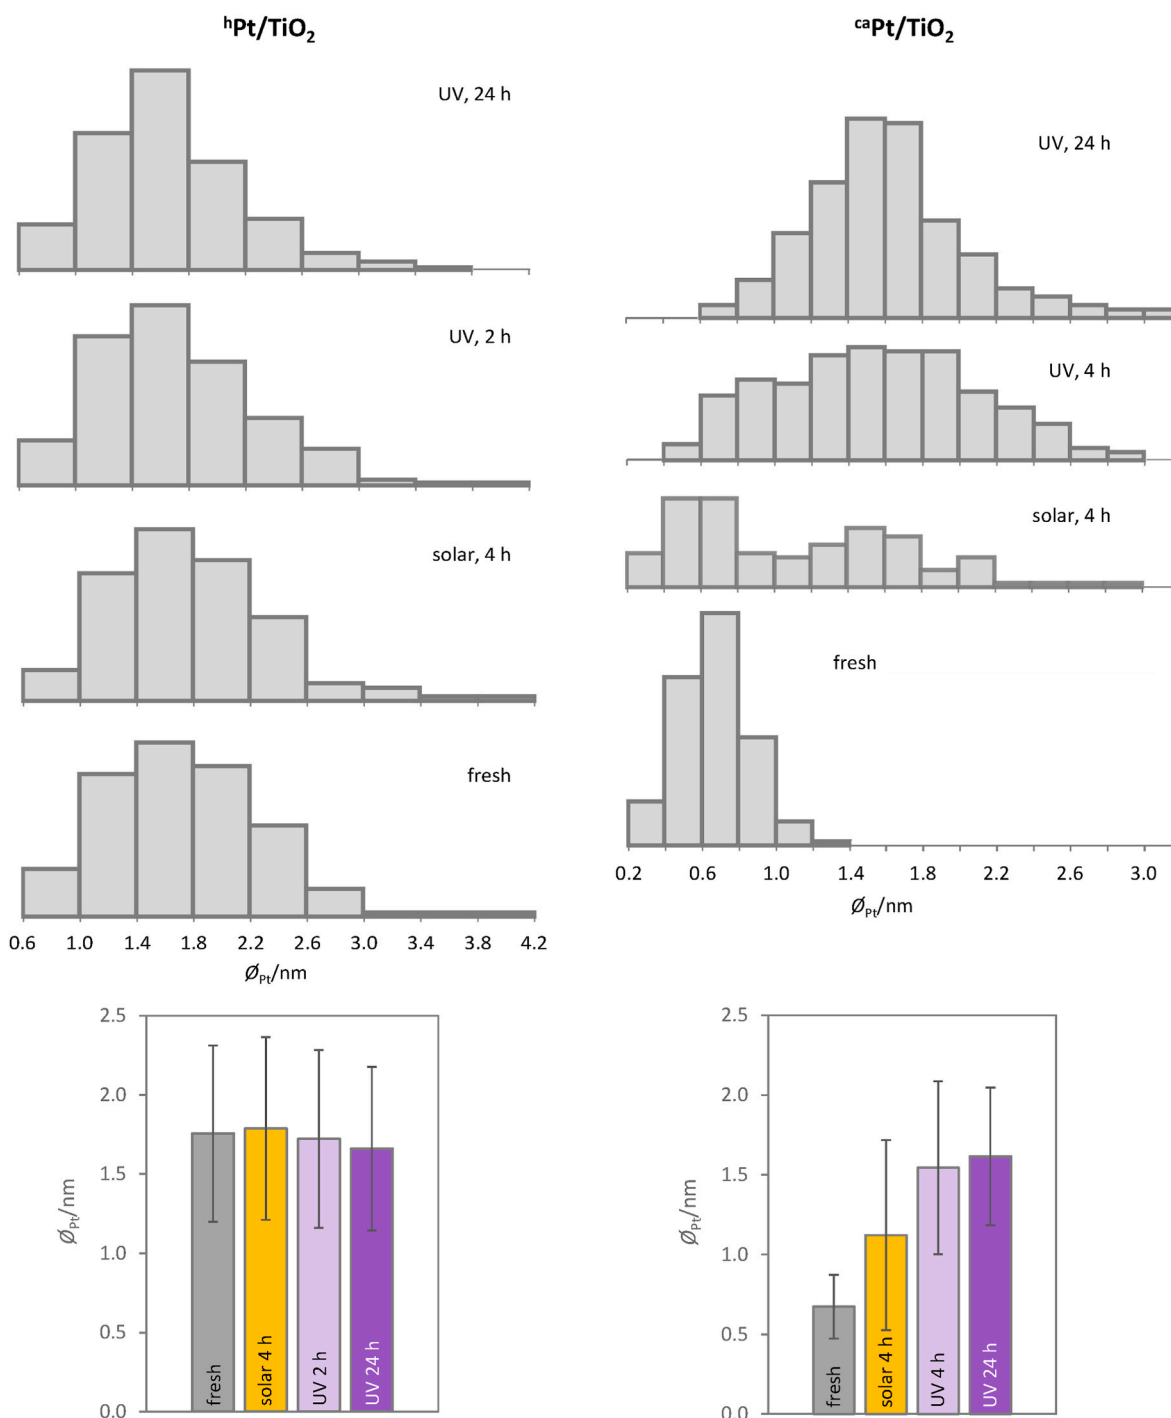 ʰPt/TiO₂
UV, 24 h
UV, 2 h
solar, 4 h
fresh
0.6 1.0 1.4 1.8 2.2 2.6 3.0 3.4 3.8 4.2
Ø_Pt/nm
ᶜᵃPt/TiO₂
UV, 24 h
UV, 4 h
solar, 4 h
fresh
0.2 0.6 1.0 1.4 1.8 2.2 2.6 3.0
Ø_Pt/nm
2.5
2.0
1.5
1.0
0.5
0.0
Ø_Pt/nm
fresh
solar 4 h
UV 2 h
UV 24 h
2.5
2.0
1.5
1.0
0.5
0.0
Ø_Pt/nm
fresh
solar 4 h
UV 4 h
UV 24 h